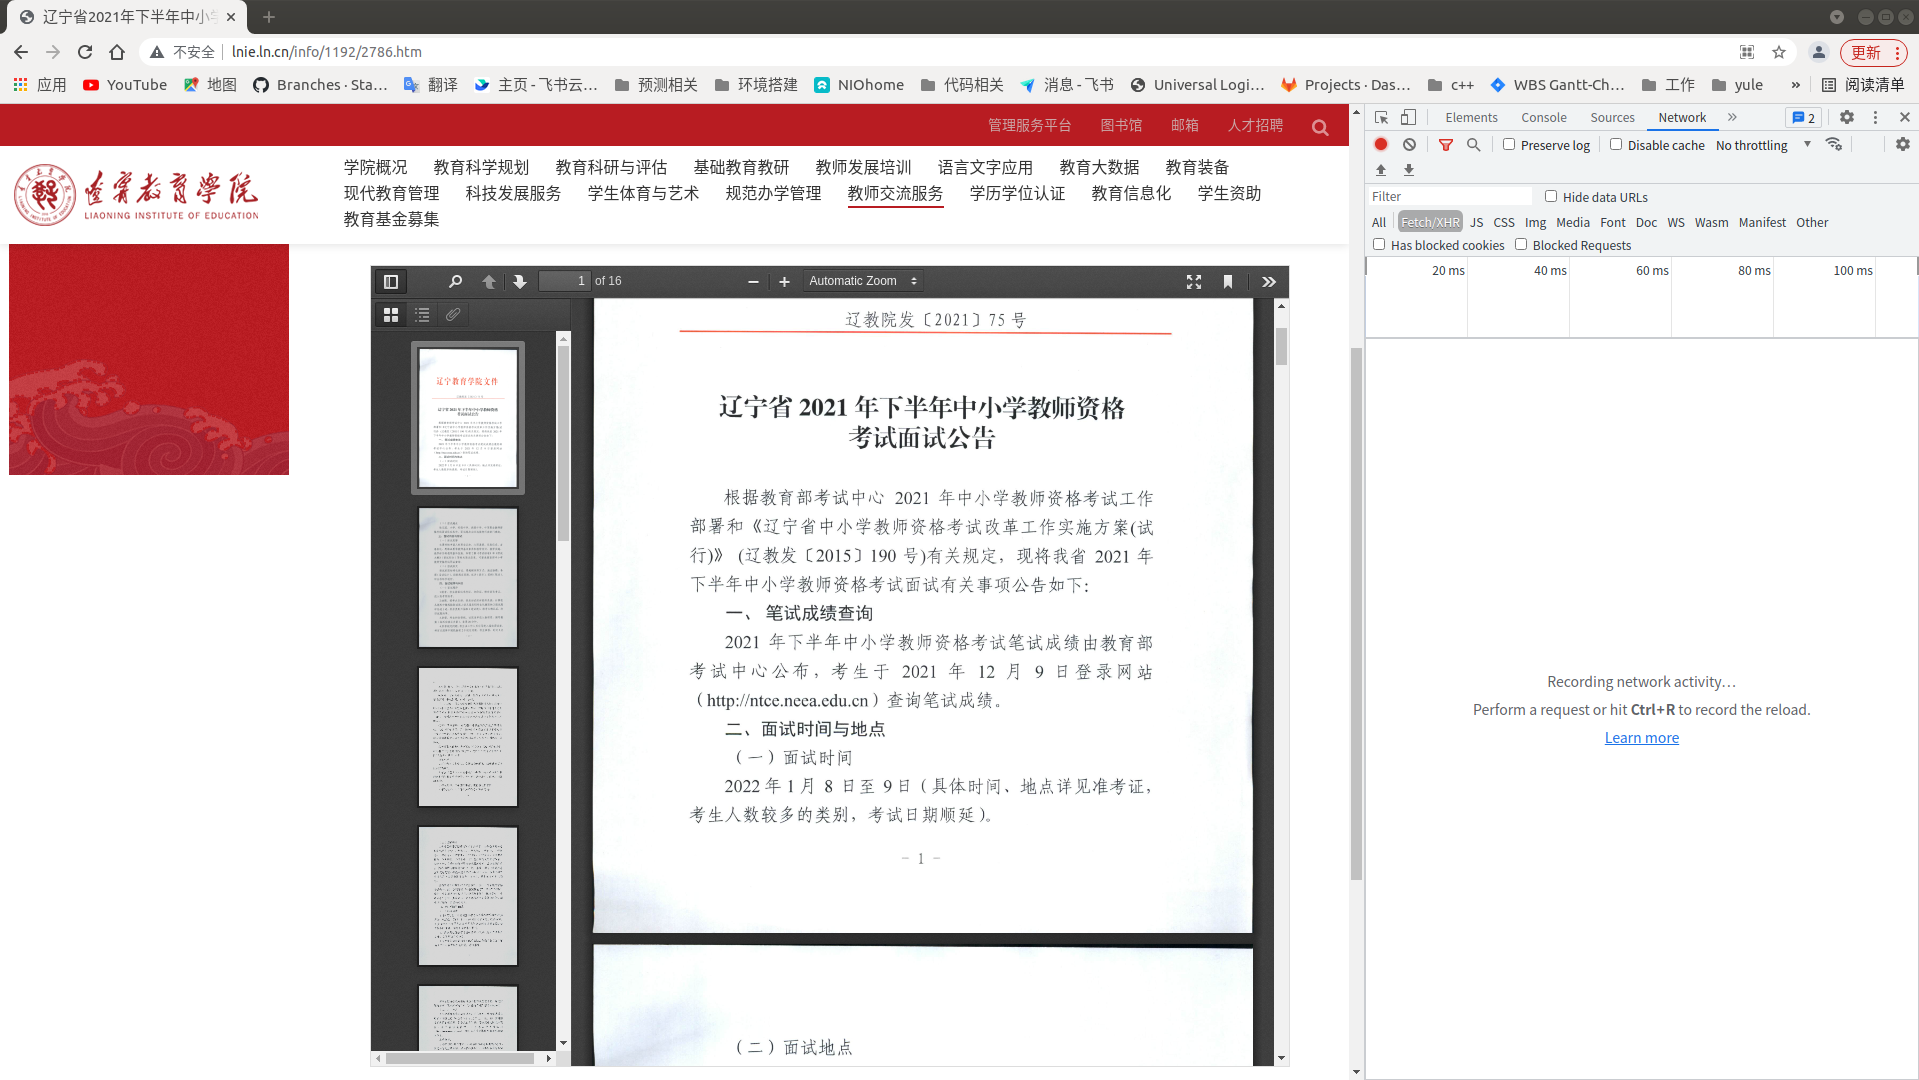 辽宁省2021年下半年中小学
不安全 lnie.ln.cn/info/1192/2786.htm 更新
应用 YouTube 地图 Branches · Sta… 翻译 主页 - 飞书云… 预测相关 环境搭建 NIOhome 代码相关 消息 - 飞书 Universal Logi… Projects · Das… c++ WBS Gantt-Ch… 工作 yule » 阅读清单
管理服务平台 图书馆 邮箱 人才招聘
辽宁教育学院
LIAONING INSTITUTE OF EDUCATION
学院概况 教育科学规划 教育科研与评估 基础教育教研 教师发展培训 语言文字应用 教育大数据 教育装备
现代教育管理 科技发展服务 学生体育与艺术 规范办学管理 教师交流服务 学历学位认证 教育信息化 学生资助
教育基金募集
1 of 16 Automatic Zoom
辽宁教育学院文件
辽教院发〔2021〕75 号
辽宁省 2021 年下半年中小学教师资格
考试面试公告
根据教育部考试中心 2021 年中小学教师资格考试工作
部署和《辽宁省中小学教师资格考试改革工作实施方案(试
行)》 (辽教发〔2015〕190 号)有关规定，现将我省 2021 年
下半年中小学教师资格考试面试有关事项公告如下：
一、 笔试成绩查询
2021 年下半年中小学教师资格考试笔试成绩由教育部
考试中心公布，考生于 2021 年 12 月 9 日登录网站
（http://ntce.neea.edu.cn）查询笔试成绩。
二、面试时间与地点
（一）面试时间
2022 年 1 月 8 日至 9 日（具体时间、地点详见准考证，
考生人数较多的类别，考试日期顺延）。
－ 1 －
（二）面试地点
Elements Console Sources Network » 2
Preserve log Disable cache No throttling
Filter Hide data URLs
All Fetch/XHR JS CSS Img Media Font Doc WS Wasm Manifest Other
Has blocked cookies Blocked Requests
20 ms 40 ms 60 ms 80 ms 100 ms
Recording network activity…
Perform a request or hit Ctrl+R to record the reload.
Learn more